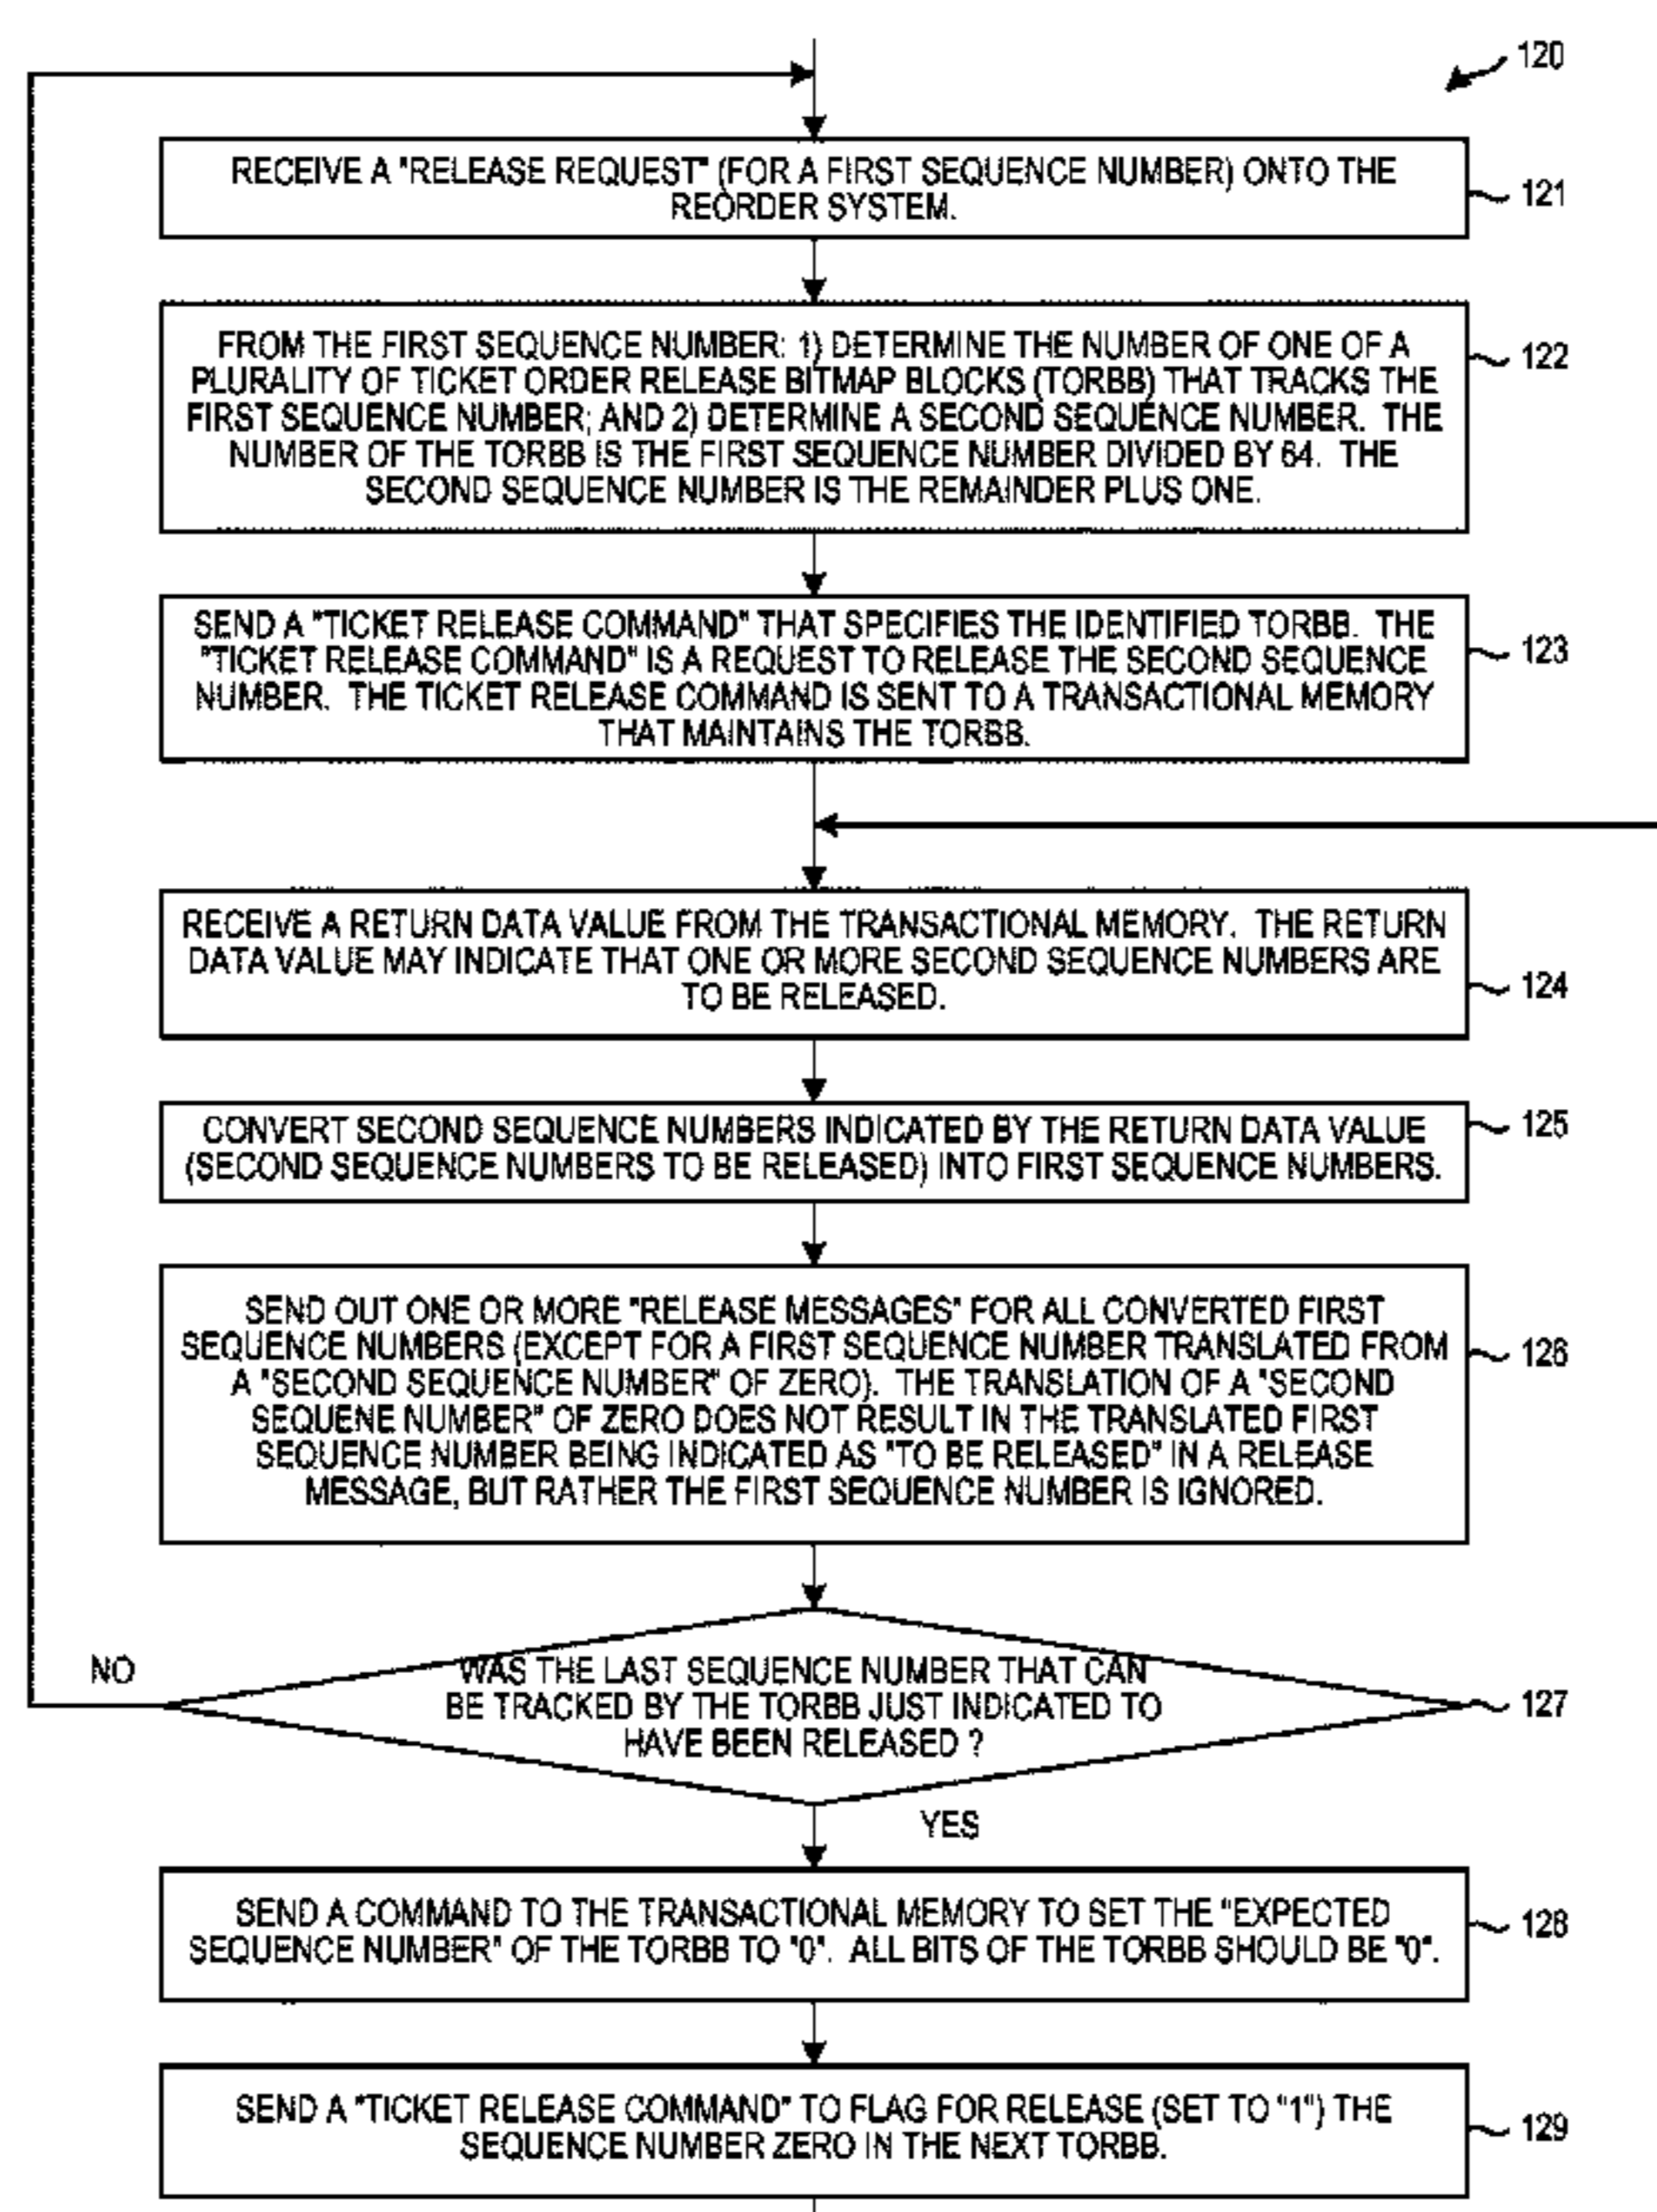 120
RECEIVE A "RELEASE REQUEST" (FOR A FIRST SEQUENCE NUMBER) ONTO THE
REORDER SYSTEM.
121
FROM THE FIRST SEQUENCE NUMBER: 1) DETERMINE THE NUMBER OF ONE OF A
PLURALITY OF TICKET ORDER RELEASE BITMAP BLOCKS (TORBB) THAT TRACKS THE
FIRST SEQUENCE NUMBER; AND 2) DETERMINE A SECOND SEQUENCE NUMBER. THE
NUMBER OF THE TORBB IS THE FIRST SEQUENCE NUMBER DIVIDED BY 64. THE
SECOND SEQUENCE NUMBER IS THE REMAINDER PLUS ONE.
122
SEND A "TICKET RELEASE COMMAND" THAT SPECIFIES THE IDENTIFIED TORBB. THE
"TICKET RELEASE COMMAND" IS A REQUEST TO RELEASE THE SECOND SEQUENCE
NUMBER. THE TICKET RELEASE COMMAND IS SENT TO A TRANSACTIONAL MEMORY
THAT MAINTAINS THE TORBB.
123
RECEIVE A RETURN DATA VALUE FROM THE TRANSACTIONAL MEMORY. THE RETURN
DATA VALUE MAY INDICATE THAT ONE OR MORE SECOND SEQUENCE NUMBERS ARE
TO BE RELEASED.
124
CONVERT SECOND SEQUENCE NUMBERS INDICATED BY THE RETURN DATA VALUE
(SECOND SEQUENCE NUMBERS TO BE RELEASED) INTO FIRST SEQUENCE NUMBERS.
125
SEND OUT ONE OR MORE "RELEASE MESSAGES" FOR ALL CONVERTED FIRST
SEQUENCE NUMBERS (EXCEPT FOR A FIRST SEQUENCE NUMBER TRANSLATED FROM
A "SECOND SEQUENCE NUMBER" OF ZERO). THE TRANSLATION OF A "SECOND
SEQUENE NUMBER" OF ZERO DOES NOT RESULT IN THE TRANSLATED FIRST
SEQUENCE NUMBER BEING INDICATED AS "TO BE RELEASED" IN A RELEASE
MESSAGE, BUT RATHER THE FIRST SEQUENCE NUMBER IS IGNORED.
126
NO
WAS THE LAST SEQUENCE NUMBER THAT CAN
BE TRACKED BY THE TORBB JUST INDICATED TO
HAVE BEEN RELEASED ?
127
YES
SEND A COMMAND TO THE TRANSACTIONAL MEMORY TO SET THE "EXPECTED
SEQUENCE NUMBER" OF THE TORBB TO "0". ALL BITS OF THE TORBB SHOULD BE "0".
128
SEND A "TICKET RELEASE COMMAND" TO FLAG FOR RELEASE (SET TO "1") THE
SEQUENCE NUMBER ZERO IN THE NEXT TORBB.
129